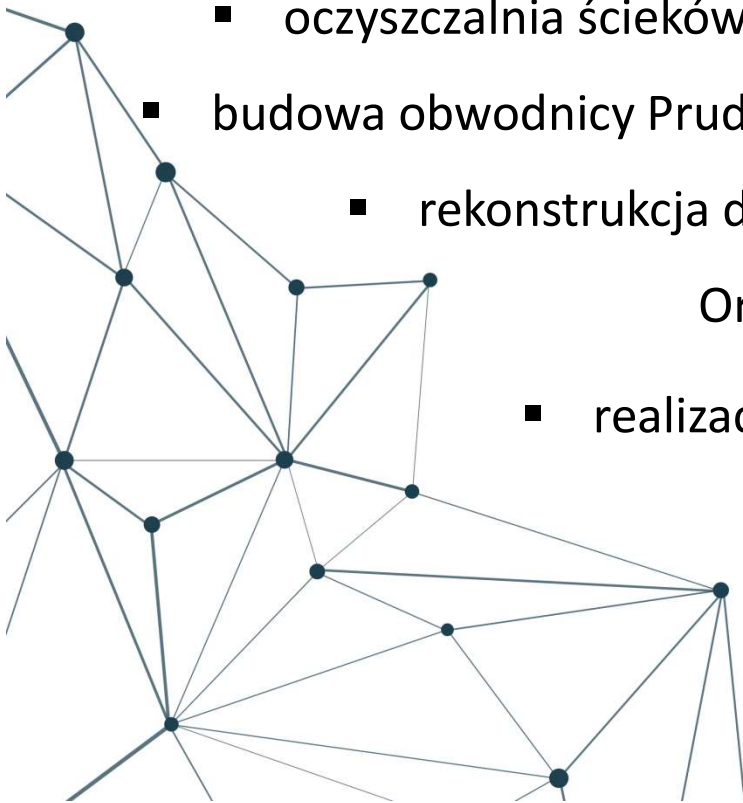 ▪ oczyszczalnia ścieków
▪ budowa obwodnicy Prud
▪ rekonstrukcja d
Or
▪ realizac